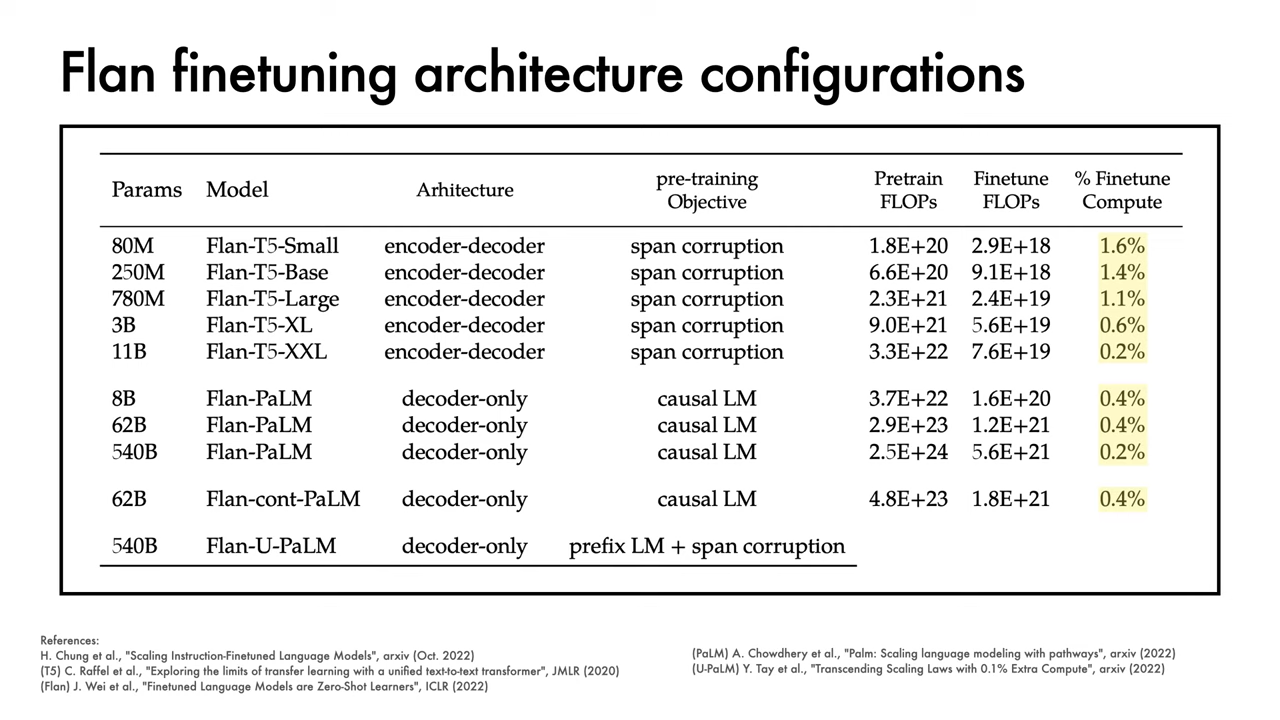 Flan finetuning architecture configurations
Params Model Arhitecture pre-training Objective Pretrain FLOPs Finetune FLOPs % Finetune Compute
80M Flan-T5-Small encoder-decoder span corruption 1.8E+20 2.9E+18 1.6%
250M Flan-T5-Base encoder-decoder span corruption 6.6E+20 9.1E+18 1.4%
780M Flan-T5-Large encoder-decoder span corruption 2.3E+21 2.4E+19 1.1%
3B Flan-T5-XL encoder-decoder span corruption 9.0E+21 5.6E+19 0.6%
11B Flan-T5-XXL encoder-decoder span corruption 3.3E+22 7.6E+19 0.2%
8B Flan-PaLM decoder-only causal LM 3.7E+22 1.6E+20 0.4%
62B Flan-PaLM decoder-only causal LM 2.9E+23 1.2E+21 0.4%
540B Flan-PaLM decoder-only causal LM 2.5E+24 5.6E+21 0.2%
62B Flan-cont-PaLM decoder-only causal LM 4.8E+23 1.8E+21 0.4%
540B Flan-U-PaLM decoder-only prefix LM + span corruption
References:
H. Chung et al., "Scaling Instruction-Finetuned Language Models", arxiv (Oct. 2022)
(T5) C. Raffel et al., "Exploring the limits of transfer learning with a unified text-to-text transformer", JMLR (2020)
(Flan) J. Wei et al., "Finetuned Language Models are Zero-Shot Learners", ICLR (2022)
(PaLM) A. Chowdhery et al., "Palm: Scaling language modeling with pathways", arxiv (2022)
(U-PaLM) Y. Tay et al., "Transcending Scaling Laws with 0.1% Extra Compute", arxiv (2022)